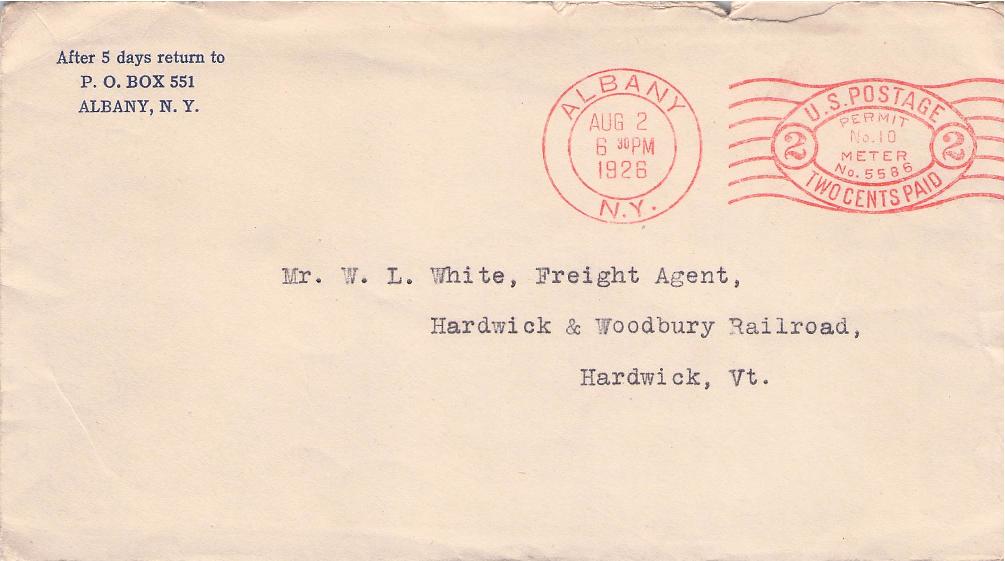 After 5 days return to
P. O. BOX 551
ALBANY, N. Y.
ALBANY
AUG 2
6 30PM
1926
N.Y.
U.S. POSTAGE
2
PERMIT
No. 10
METER
No. 5586
2
TWO CENTS PAID
Mr. W. L. White, Freight Agent,
Hardwick & Woodbury Railroad,
Hardwick, Vt.